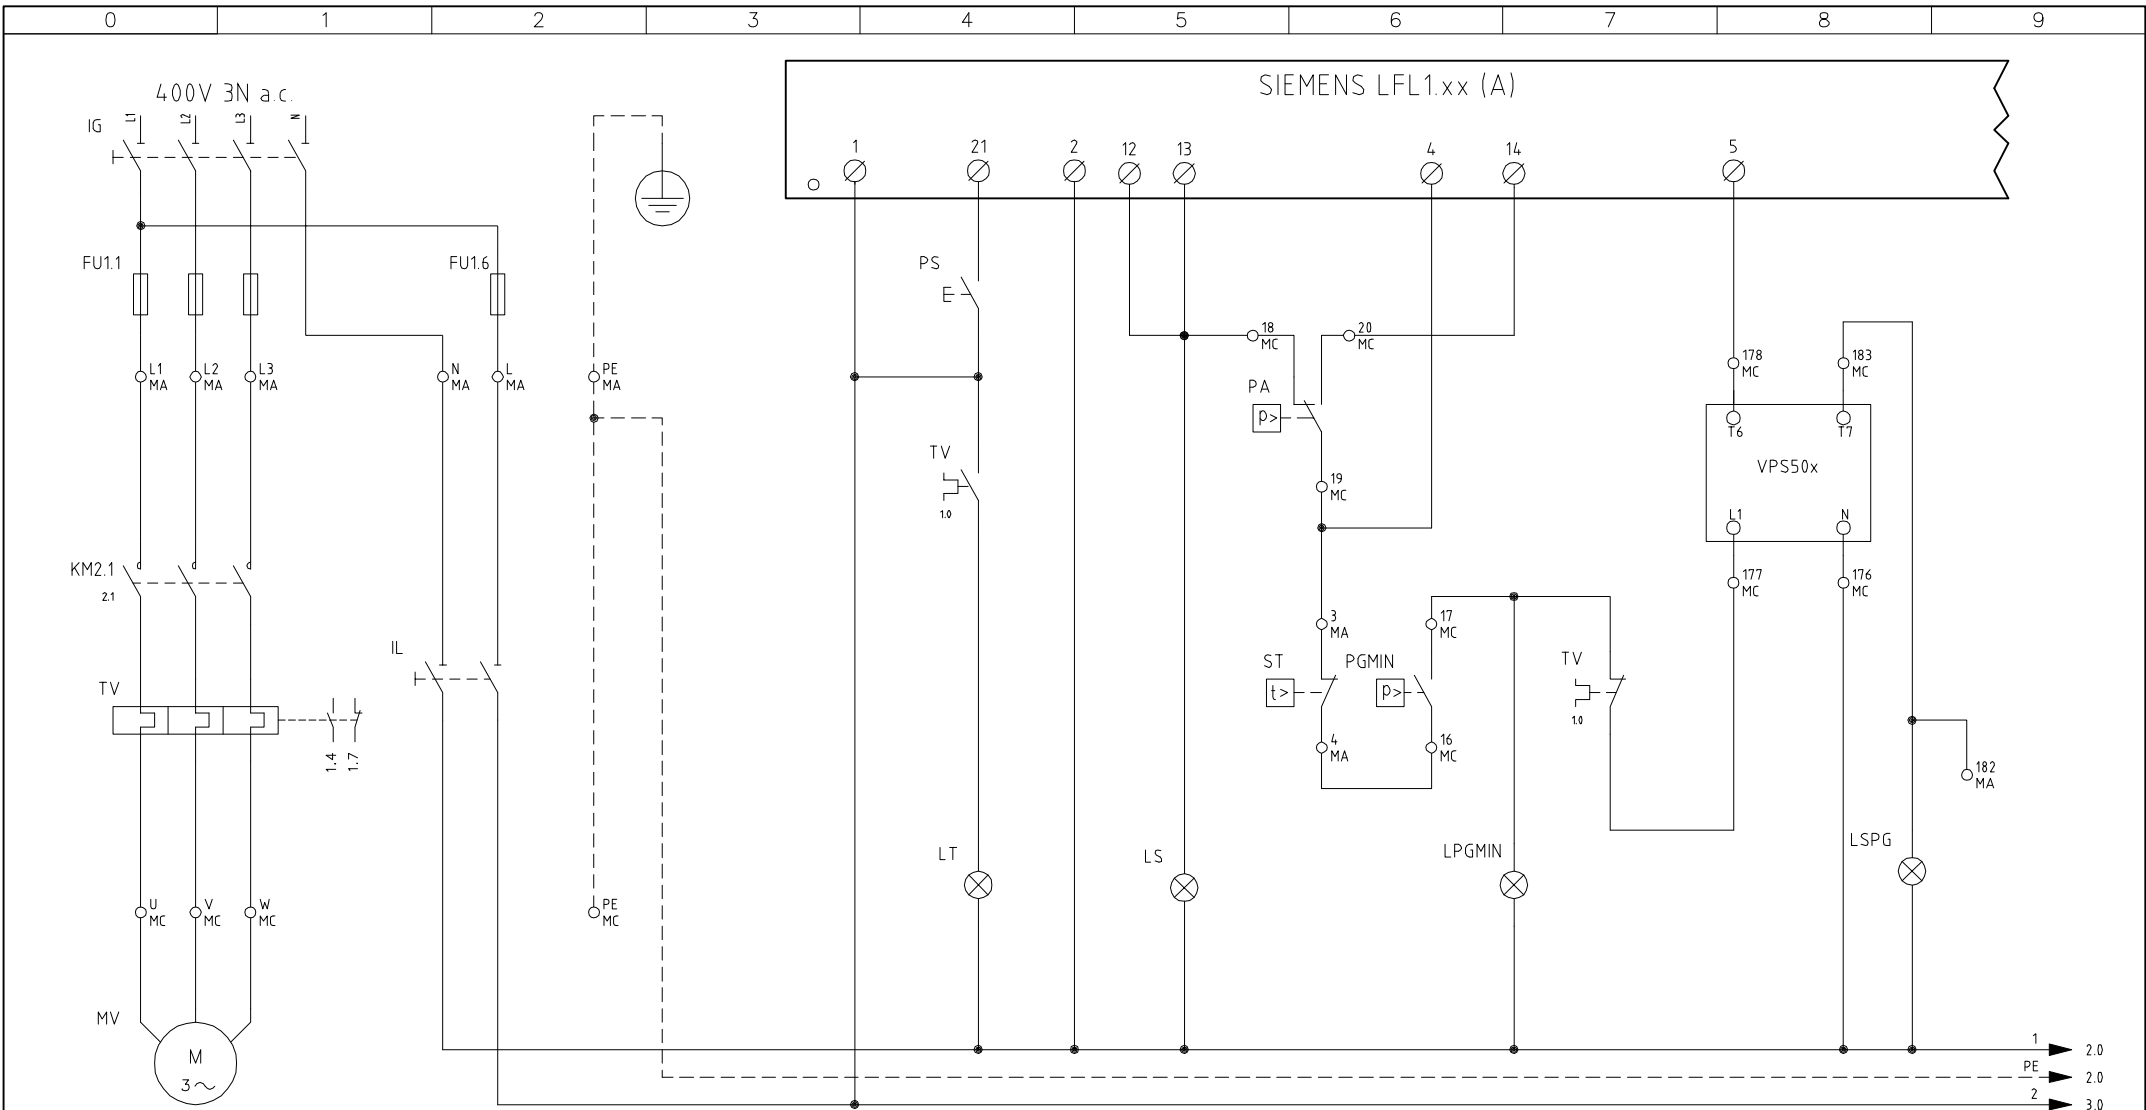 0 1 2 3 4 5 6 7 8 9
SIEMENS LFL1.xx (A)
400V 3N a.c.
IG L1 L2 L3 N
1 21 2 12 13 4 14 5
FU1.1 FU1.6 PS
18 MC 20 MC
L1 MA L2 MA L3 MA N MA L MA PE MA
178 MC 183 MC
PA p>
T6 T7
TV 1.0
VPS50x
19 MC
L1 N
KM2.1 2.1
177 MC 176 MC
3 MA 17 MC
IL
ST t> PGMIN p> TV 1.0
TV
1.4 1.7
4 MA 16 MC
182 MA
LT LS LPGMIN LSPG
U MC V MC W MC PE MC
MV
M
3~
1 2.0
PE 2.0
2 3.0